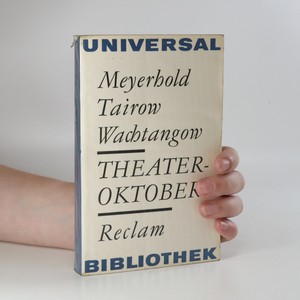 UNIVERSAL
Meyerhold
Tairow
Wachtangow
THEATER-
OKTOBER
Reclam
BIBLIOTHEK